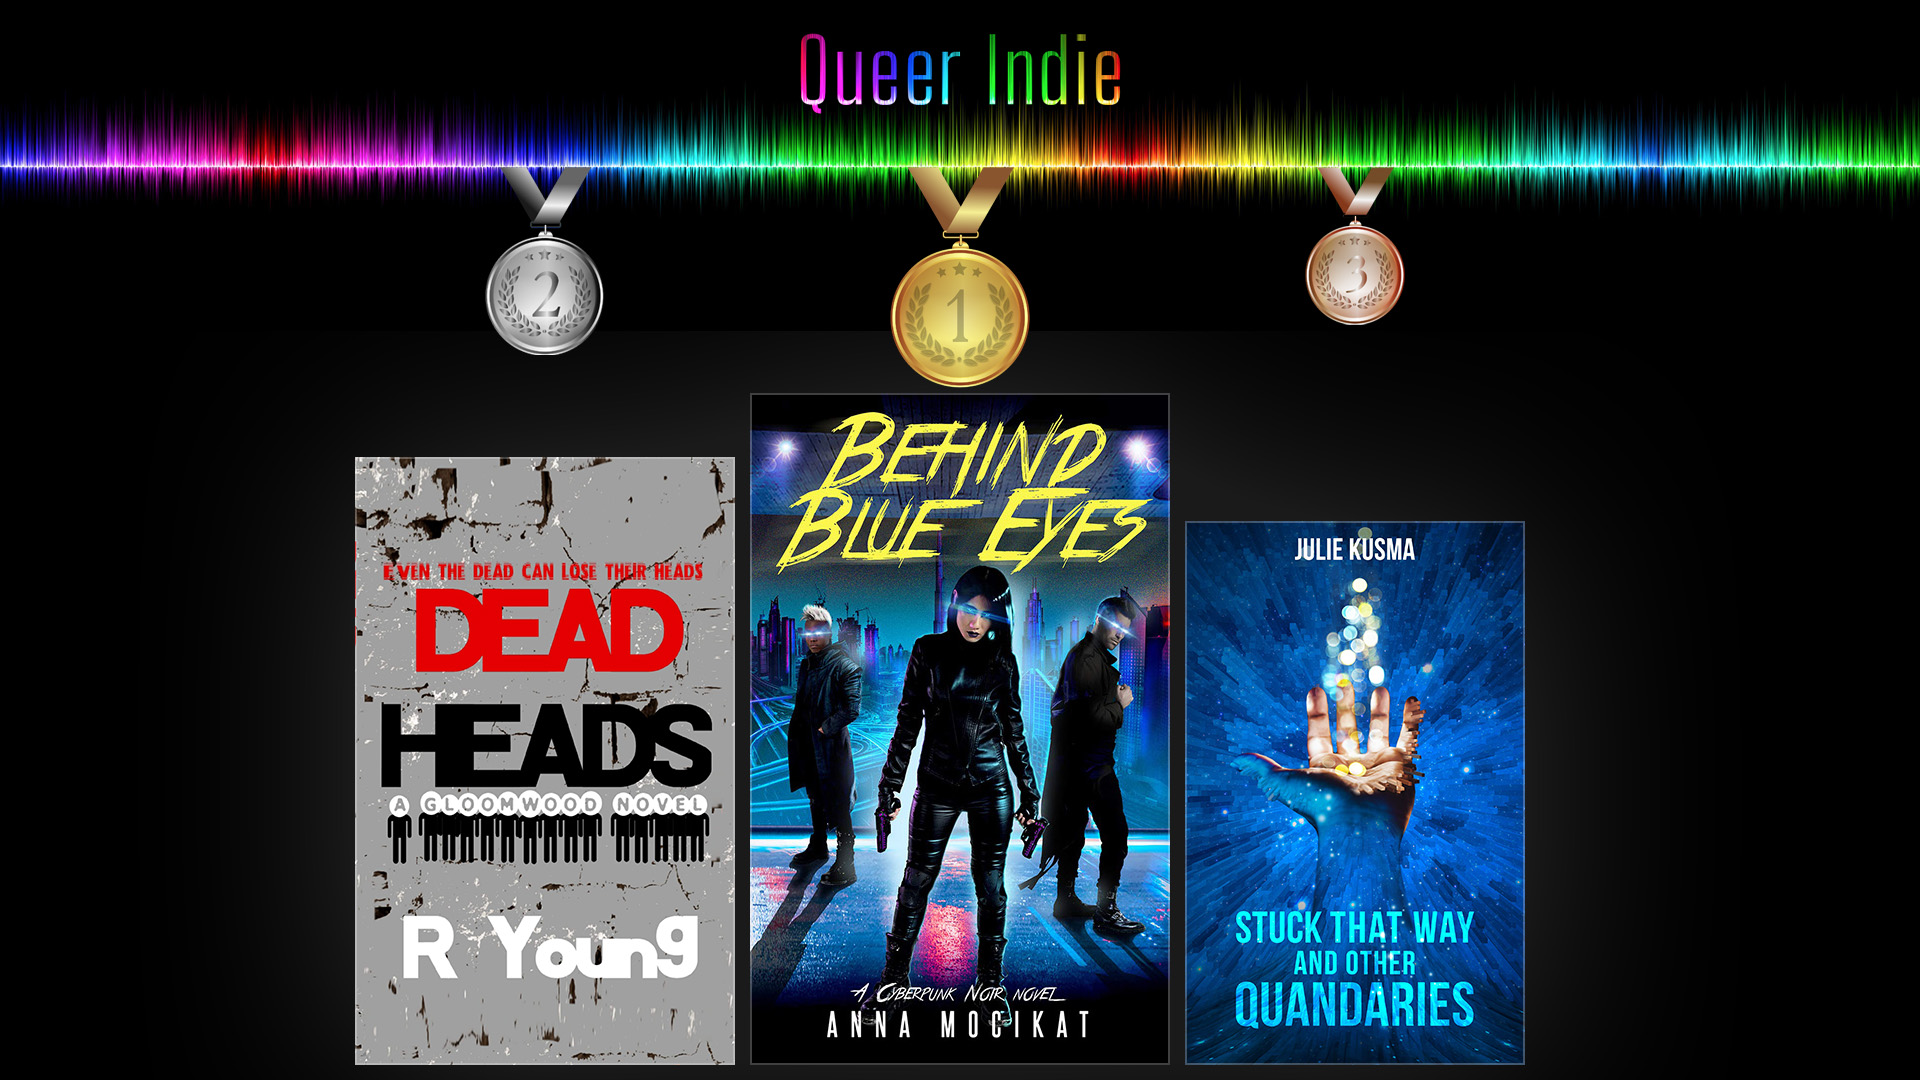 Queer Indie
2
1
3
EVEN THE DEAD CAN LOSE THEIR HEADS
DEAD
HEADS
A GLOOMWOOD NOVEL
R Young
BEHIND
BLUE EYES
A CYBERPUNK NOIR NOVEL
ANNA MOCIKAT
JULIE KUSMA
STUCK THAT WAY
AND OTHER
QUANDARIES